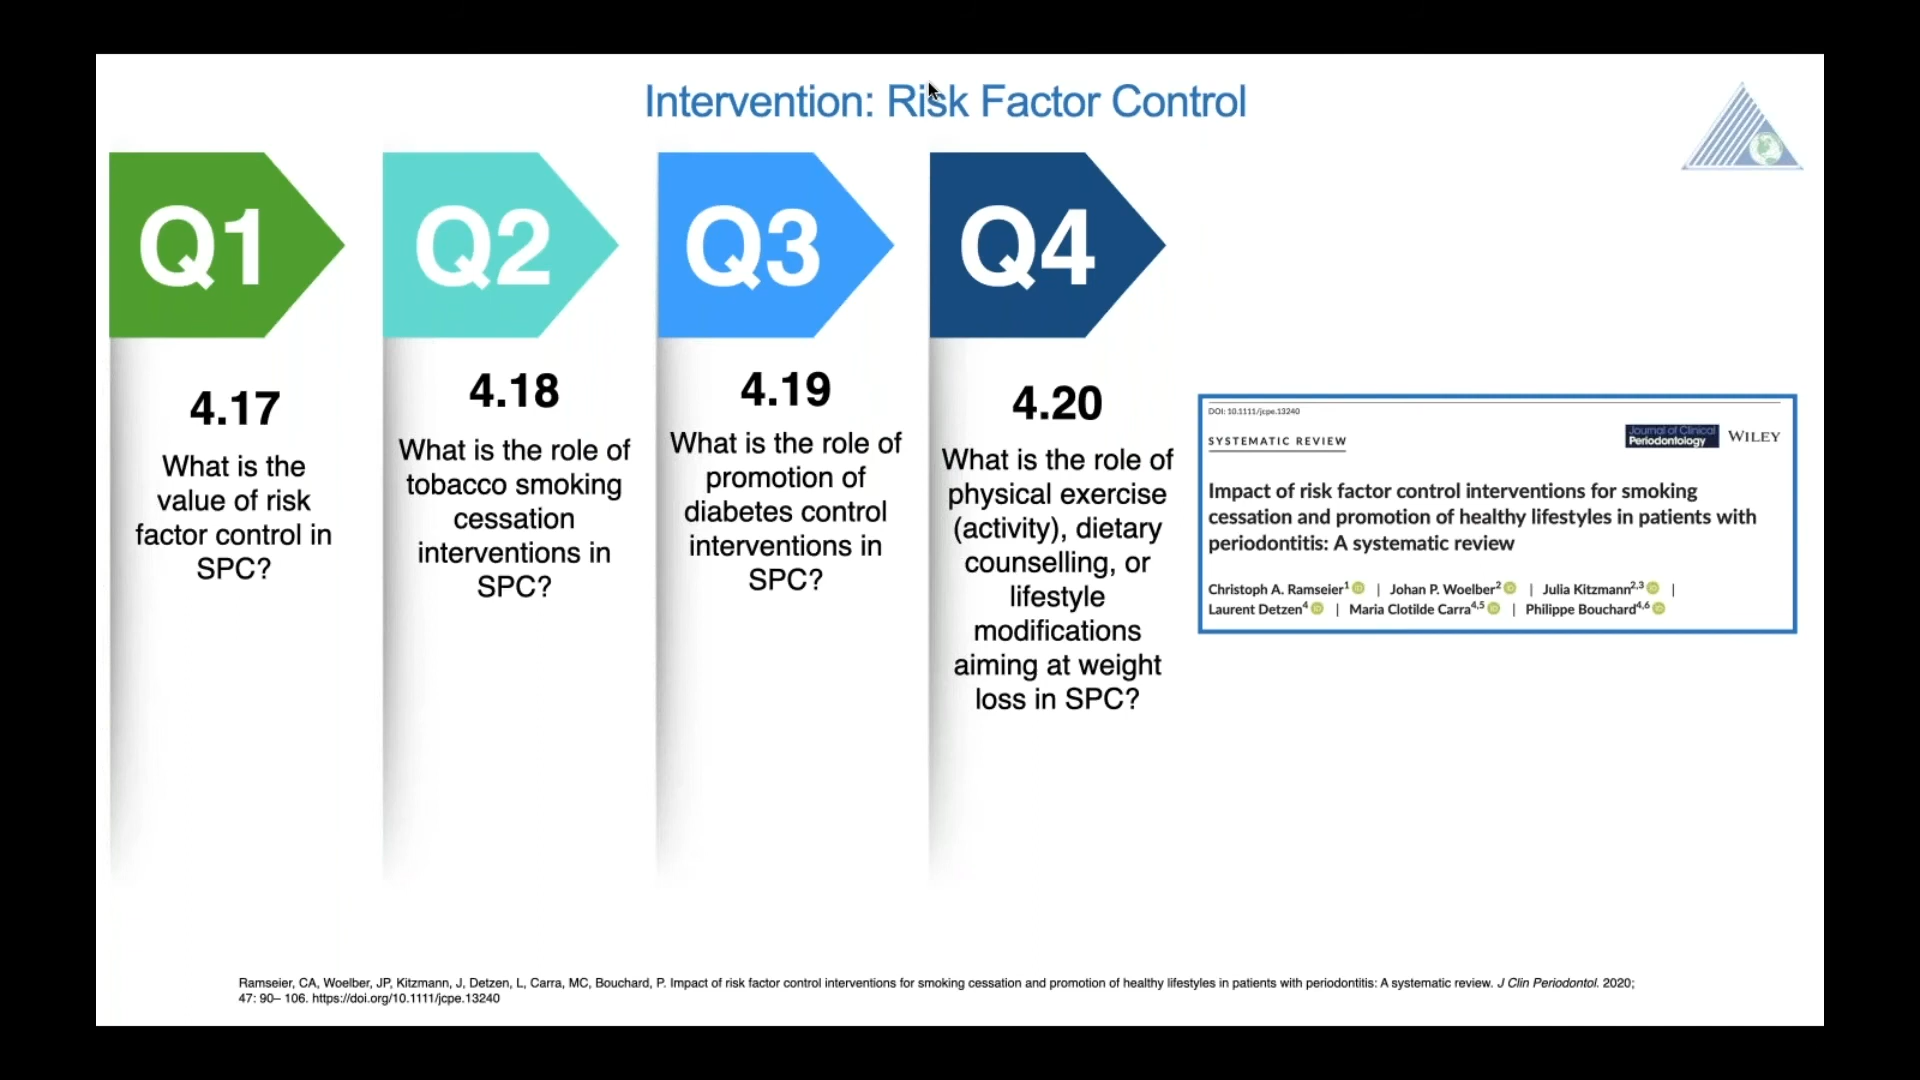 Intervention: Risk Factor Control
Q1
4.17
What is the
value of risk
factor control in
SPC?
Q2
4.18
What is the role of
tobacco smoking
cessation
interventions in
SPC?
Q3
4.19
What is the role of
promotion of
diabetes control
interventions in
SPC?
Q4
4.20
What is the role of
physical exercise
(activity), dietary
counselling, or
lifestyle
modifications
aiming at weight
loss in SPC?
DOI: 10.1111/jcpe.13240
SYSTEMATIC REVIEW
Journal of Clinical
Periodontology
WILEY
Impact of risk factor control interventions for smoking
cessation and promotion of healthy lifestyles in patients with
periodontitis: A systematic review
Christoph A. Ramseier1 | Johan P. Woelber2 | Julia Kitzmann2,3 |
Laurent Detzen4 | Maria Clotilde Carra4,5 | Philippe Bouchard4,6
Ramseier, CA, Woelber, JP, Kitzmann, J, Detzen, L, Carra, MC, Bouchard, P. Impact of risk factor control interventions for smoking cessation and promotion of healthy lifestyles in patients with periodontitis: A systematic review. J Clin Periodontol. 2020;
47: 90– 106. https://doi.org/10.1111/jcpe.13240